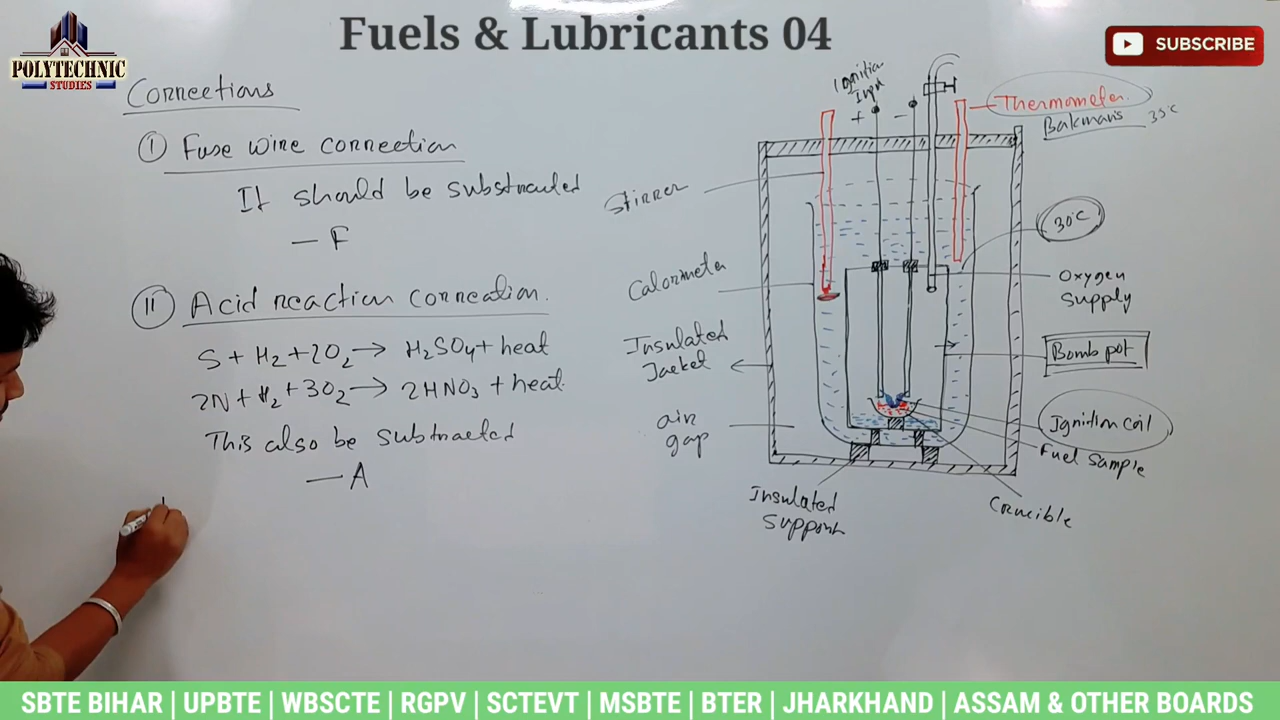 Fuels & Lubricants 04
POLYTECHNIC
STUDIES
SUBSCRIBE
Corrections
I Fuse wire correction
It should be substracted
— F
II Acid reaction correation.
S + H2 + 2O2 → H2SO4 + heat
2N + H2 + 3O2 → 2HNO3 + heat.
This also be subtracted
— A
Ignition
Input
+ −
Thermometer.
Bakman's 35°C
Stirrer
30°C
Calorimeter
Oxygen
Supply
Insulated
Jacket
Bomb pot
air
gap
Ignition coil
Fuel Sample
Insulated
Support
Crucible
SBTE BIHAR | UPBTE | WBSCTE | RGPV | SCTEVT | MSBTE | BTER | JHARKHAND | ASSAM & OTHER BOARDS